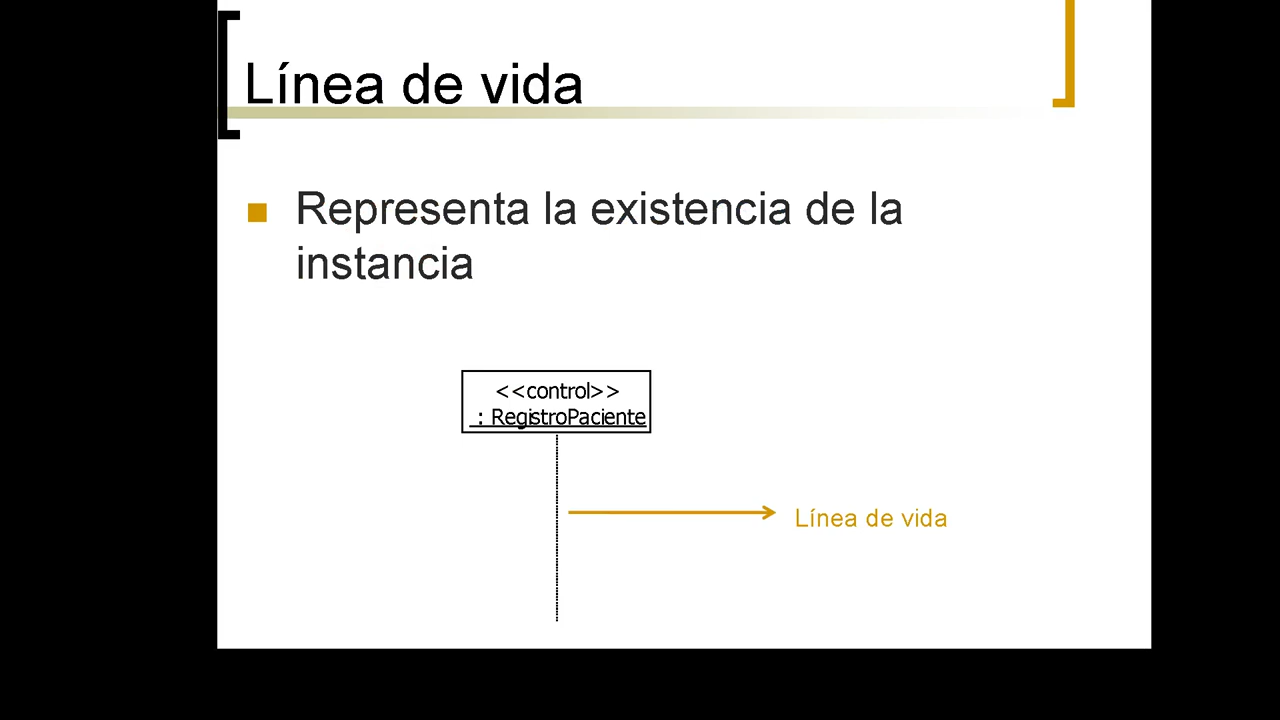 Línea de vida
Representa la existencia de la
instancia
<<control>>
: RegistroPaciente
Línea de vida